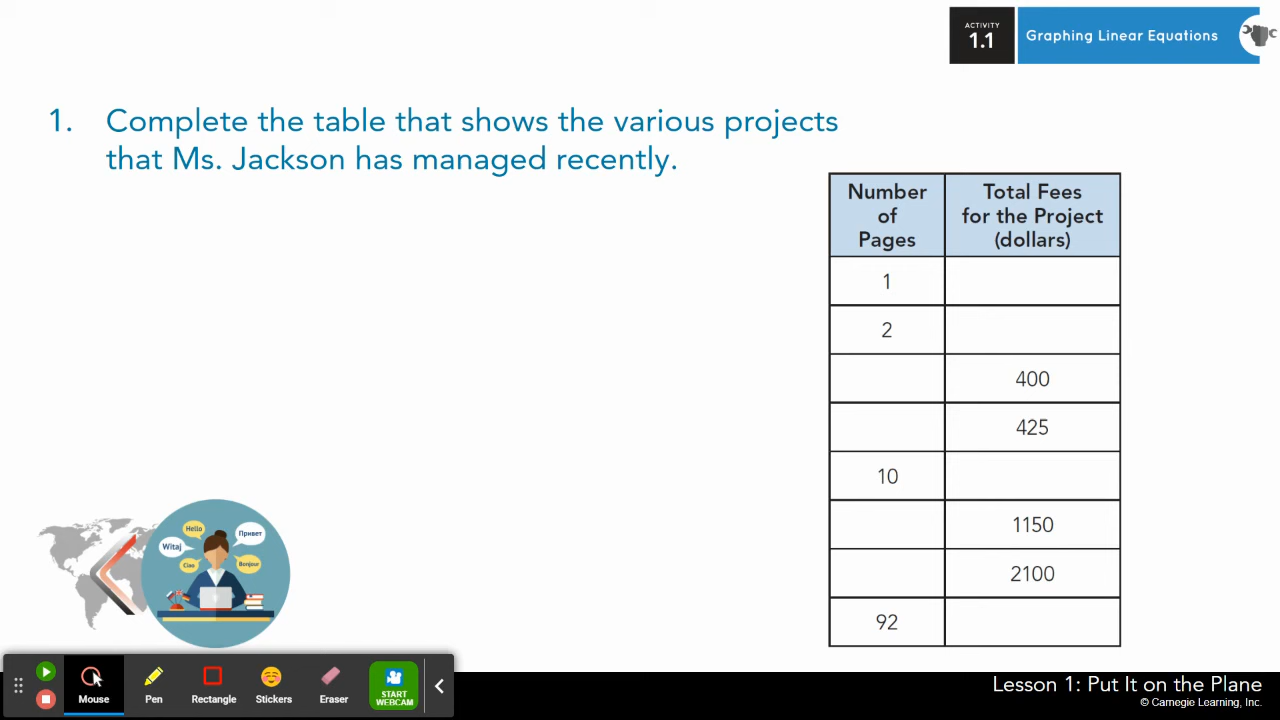 ACTIVITY
1.1
Graphing Linear Equations
1. Complete the table that shows the various projects
that Ms. Jackson has managed recently.
Number of Pages	Total Fees for the Project (dollars)
1
2
400
425
10
1150
2100
92
Hello
Привет
Witaj
Ciao
Bonjour
Mouse
Pen
Rectangle
Stickers
Eraser
START
WEBCAM
Lesson 1: Put It on the Plane
© Carnegie Learning, Inc.